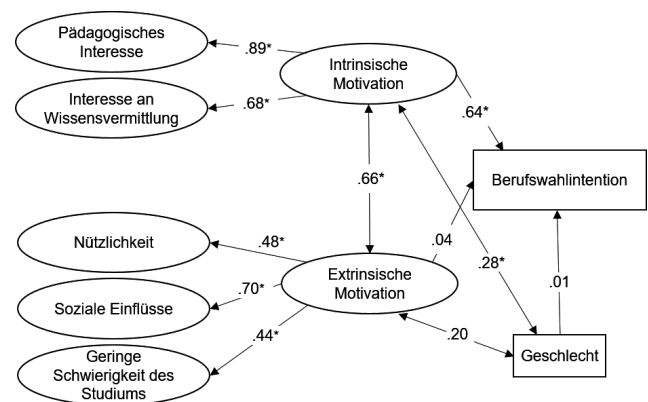 Pädagogisches
Interesse
.89*
Intrinsische
Motivation
Interesse an
Wissensvermittlung
.68*
.64*
Berufswahlintention
.66*
Nützlichkeit
.48*
.04
.28*
.01
Extrinsische
Motivation
Soziale Einflüsse
.70*
.44*
.20
Geschlecht
Geringe
Schwierigkeit des
Studiums